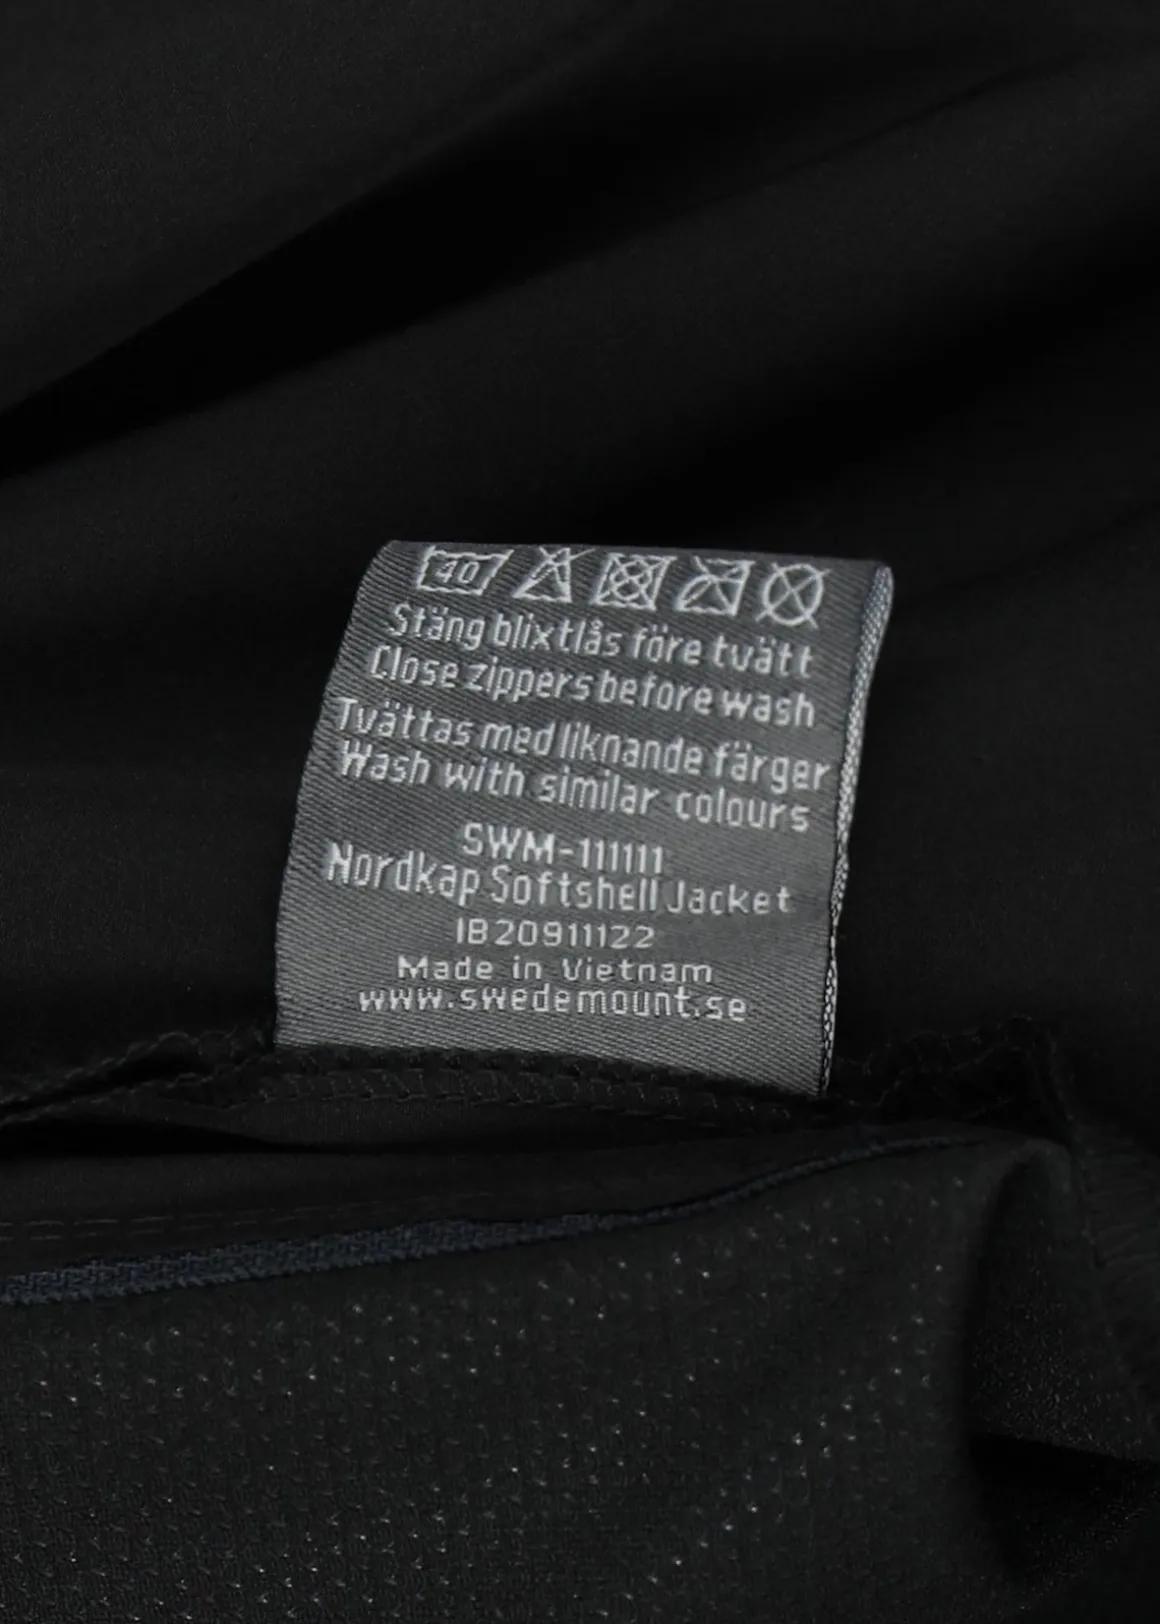 40
Stäng blixtlås före tvätt
Close zippers before wash
Tvättas med liknande färger
Wash with similar colours
SWM-111111
Nordkap Softshell Jacket
IB20911122
Made in Vietnam
www.swedemount.se